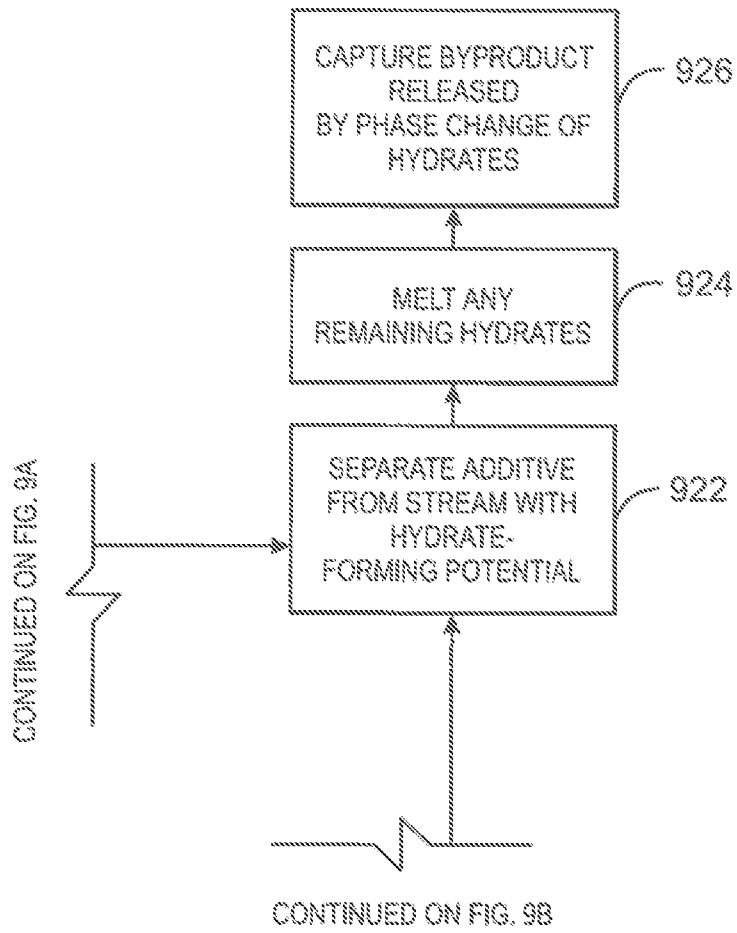 CAPTURE BYPRODUCT
RELEASED
BY PHASE CHANGE OF
HYDRATES
926
MELT ANY
REMAINING HYDRATES
924
SEPARATE ADDITIVE
FROM STREAM WITH
HYDRATE-
FORMING POTENTIAL
922
CONTINUED ON FIG. 9A
CONTINUED ON FIG. 9B